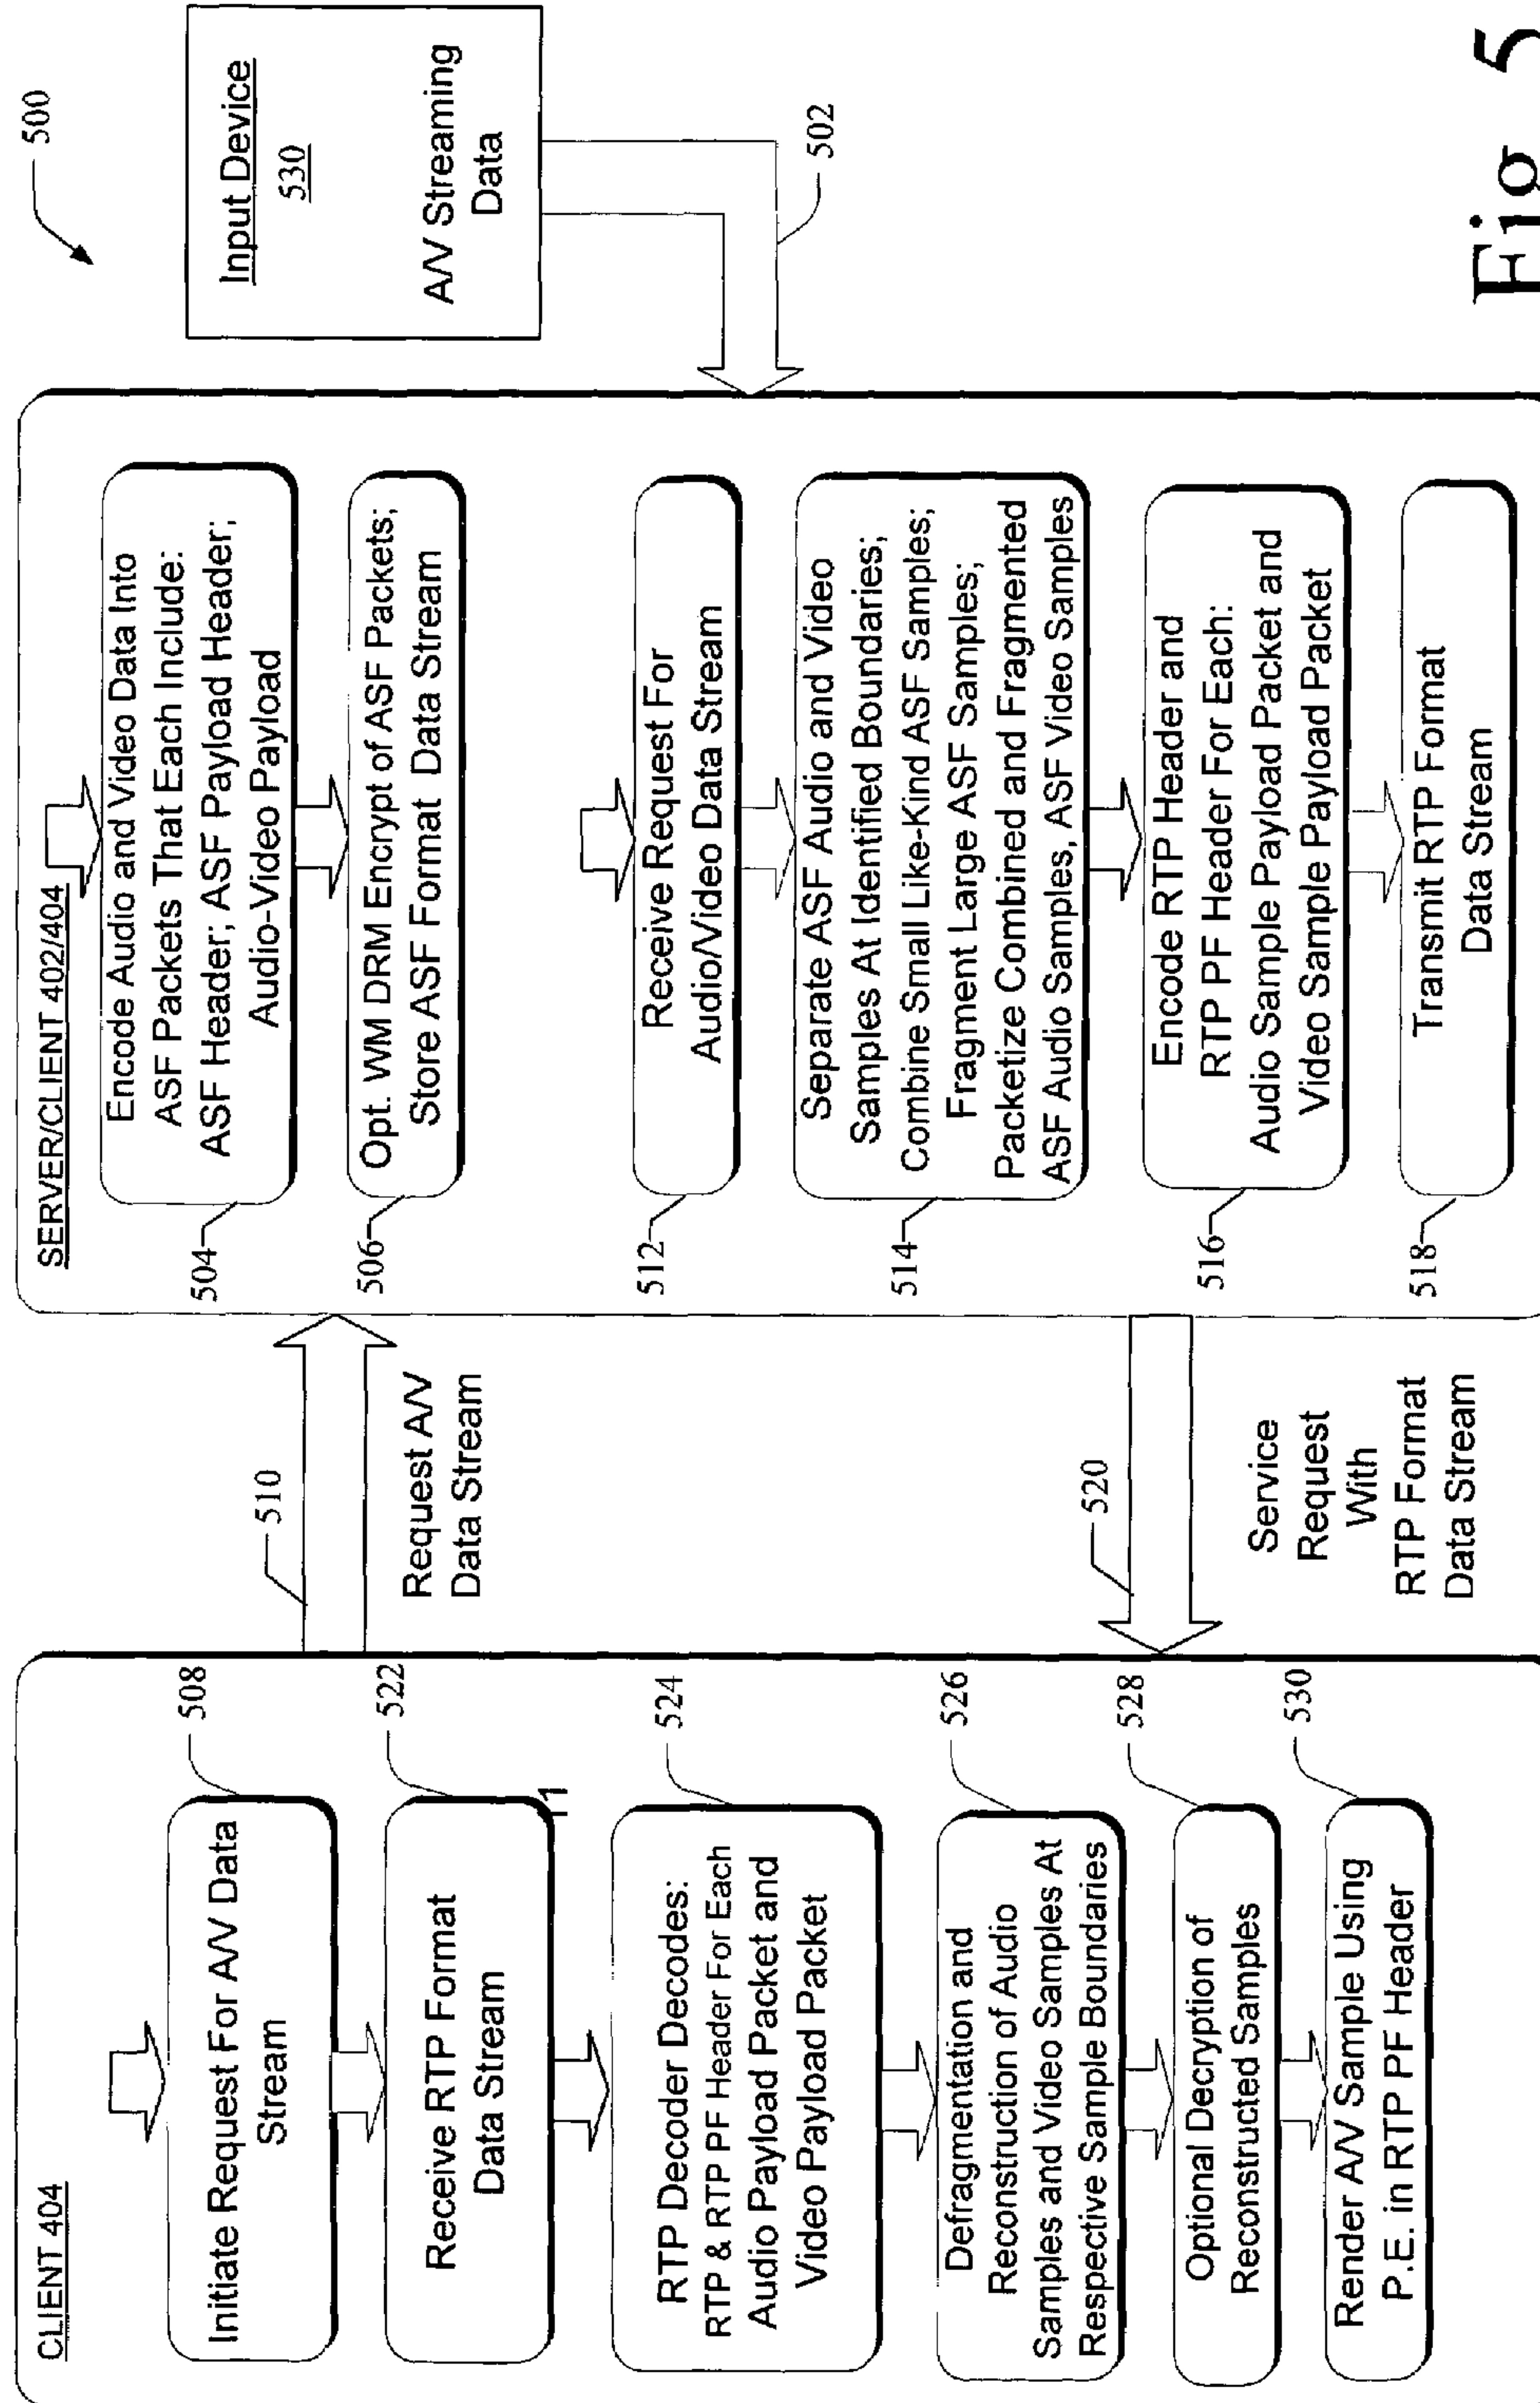 500
CLIENT 404
Initiate Request For A/V Data
Stream
508
Receive RTP Format
Data Stream
522
11
RTP Decoder Decodes:
RTP & RTP PF Header For Each
Audio Payload Packet and
Video Payload Packet
524
Defragmentation and
Reconstruction of Audio
Samples and Video Samples At
Respective Sample Boundaries
526
Optional Decryption of
Reconstructed Samples
528
Render A/V Sample Using
P.E. in RTP PF Header
530
510
Request A/V
Data Stream
520
Service
Request
With
RTP Format
Data Stream
SERVER/CLIENT 402/404
504
Encode Audio and Video Data Into
ASF Packets That Each Include:
ASF Header; ASF Payload Header;
Audio-Video Payload
506
Opt. WM DRM Encrypt of ASF Packets;
Store ASF Format Data Stream
512
Receive Request For
Audio/Video Data Stream
514
Separate ASF Audio and Video
Samples At Identified Boundaries;
Combine Small Like-Kind ASF Samples;
Fragment Large ASF Samples;
Packetize Combined and Fragmented
ASF Audio Samples, ASF Video Samples
516
Encode RTP Header and
RTP PF Header For Each:
Audio Sample Payload Packet and
Video Sample Payload Packet
518
Transmit RTP Format
Data Stream
Input Device
530
A/V Streaming
Data
502
Fig. 5